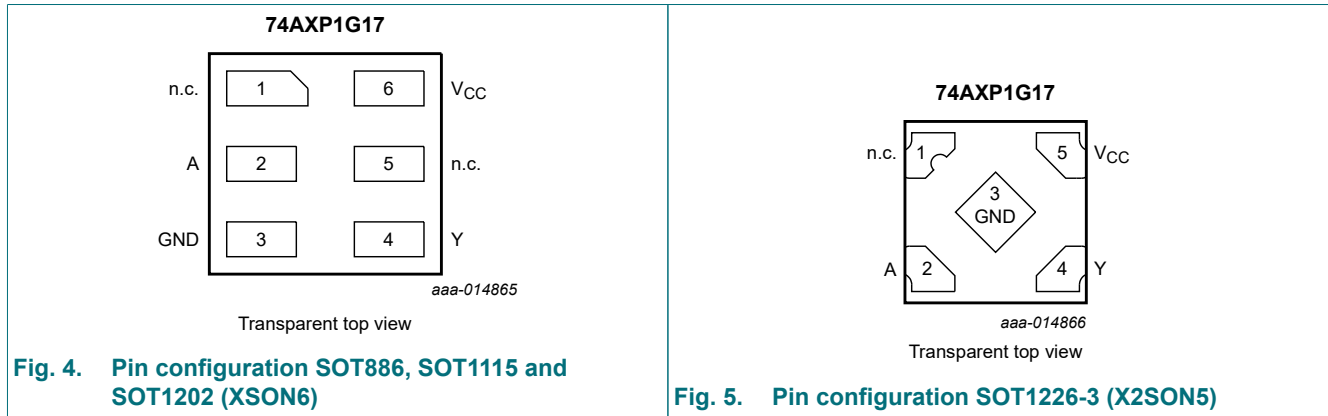 74AXP1G17
n.c. 1 6 VCC
A 2 5 n.c.
GND 3 4 Y
aaa-014865
Transparent top view
Fig. 4. Pin configuration SOT886, SOT1115 and
SOT1202 (XSON6)
74AXP1G17
n.c. 1 5 VCC
3
GND
A 2 4 Y
aaa-014866
Transparent top view
Fig. 5. Pin configuration SOT1226-3 (X2SON5)